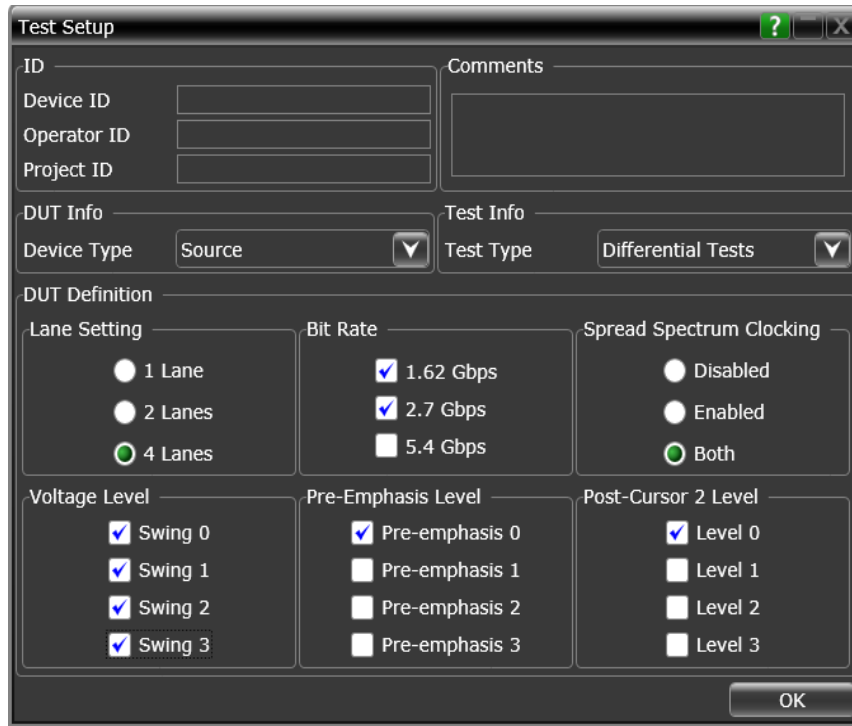 Test Setup
?
X
ID
Comments
Device ID
Operator ID
Project ID
DUT Info
Test Info
Device Type Source
Test Type Differential Tests
DUT Definition
Lane Setting
Bit Rate
Spread Spectrum Clocking
1 Lane
1.62 Gbps
Disabled
2 Lanes
2.7 Gbps
Enabled
4 Lanes
5.4 Gbps
Both
Voltage Level
Pre-Emphasis Level
Post-Cursor 2 Level
Swing 0
Pre-emphasis 0
Level 0
Swing 1
Pre-emphasis 1
Level 1
Swing 2
Pre-emphasis 2
Level 2
Swing 3
Pre-emphasis 3
Level 3
OK